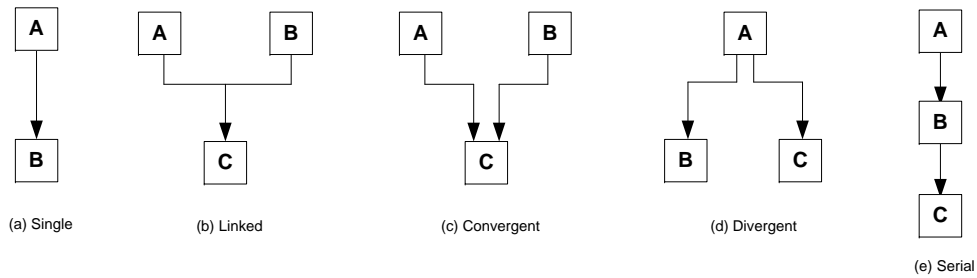 A
B
(a) Single
A B
C
(b) Linked
A B
C
(c) Convergent
A
B C
(d) Divergent
A
B
C
(e) Serial